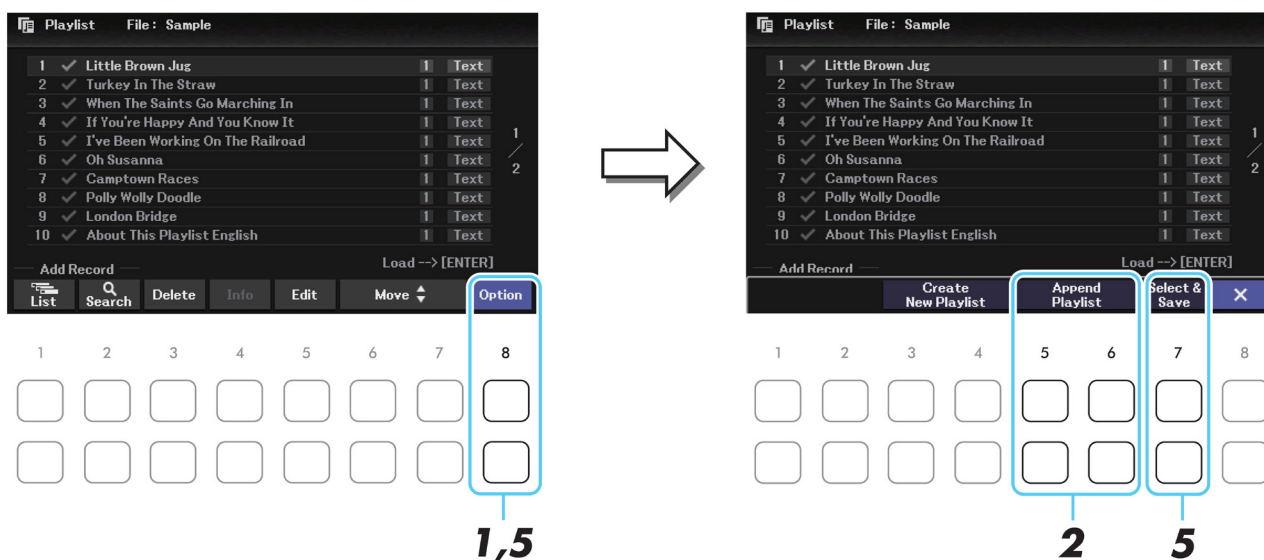 Playlist File: Sample
1 Little Brown Jug 1 Text
2 Turkey In The Straw 1 Text
3 When The Saints Go Marching In 1 Text
4 If You're Happy And You Know It 1 Text
5 I've Been Working On The Railroad 1 Text
6 Oh Susanna 1 Text
7 Camptown Races 1 Text
8 Polly Wolly Doodle 1 Text
9 London Bridge 1 Text
10 About This Playlist English 1 Text
1
/
2
Load -->[ENTER]
Add Record
List Search Delete Info Edit Move Option
1 2 3 4 5 6 7 8
1,5
Playlist File: Sample
1 Little Brown Jug 1 Text
2 Turkey In The Straw 1 Text
3 When The Saints Go Marching In 1 Text
4 If You're Happy And You Know It 1 Text
5 I've Been Working On The Railroad 1 Text
6 Oh Susanna 1 Text
7 Camptown Races 1 Text
8 Polly Wolly Doodle 1 Text
9 London Bridge 1 Text
10 About This Playlist English 1 Text
1
/
2
Load -->[ENTER]
Add Record
Create
New Playlist
Append
Playlist
Select &
Save
×
1 2 3 4 5 6 7 8
2 5